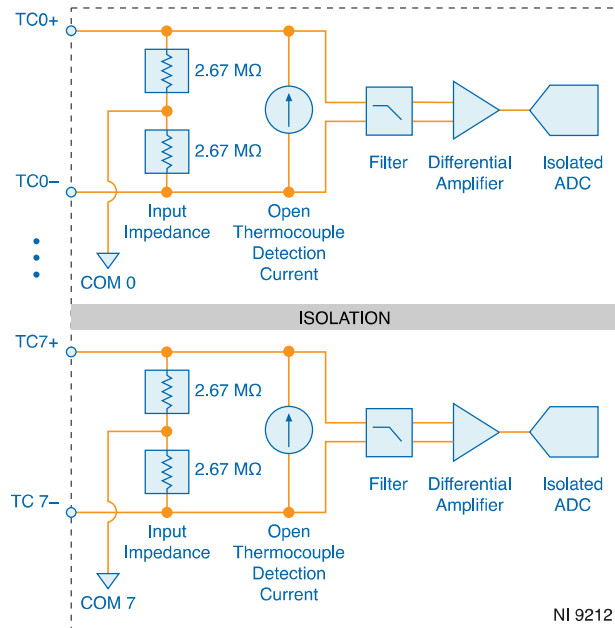 TC0+
2.67 MΩ
2.67 MΩ
TC0–
Input
Impedance
Open
Thermocouple
Detection
Current
Filter
Differential
Amplifier
Isolated
ADC
COM 0
ISOLATION
TC7+
2.67 MΩ
2.67 MΩ
TC 7–
Input
Impedance
Open
Thermocouple
Detection
Current
Filter
Differential
Amplifier
Isolated
ADC
COM 7
NI 9212